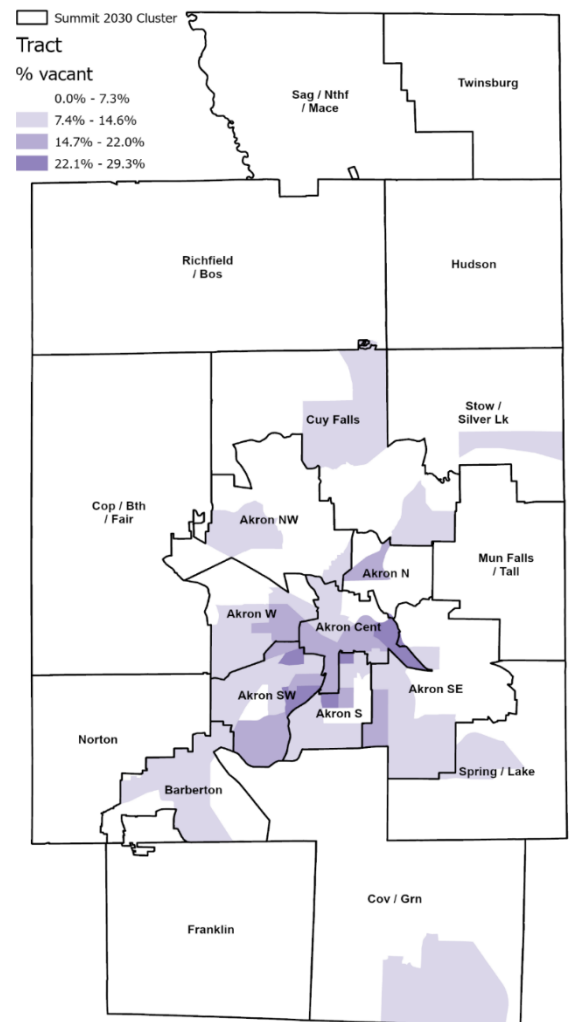 Summit 2030 Cluster
Tract
% vacant
0.0% - 7.3%
7.4% - 14.6%
14.7% - 22.0%
22.1% - 29.3%
Twinsburg
Sag / Nthf
/ Mace
Richfield
/ Bos
Hudson
Cuy Falls
Stow /
Silver Lk
Cop / Bth
/ Fair
Akron NW
Mun Falls
/ Tall
Akron N
Akron W
Akron Cent
Akron SE
Akron SW
Akron S
Norton
Spring / Lake
Barberton
Cov / Grn
Franklin